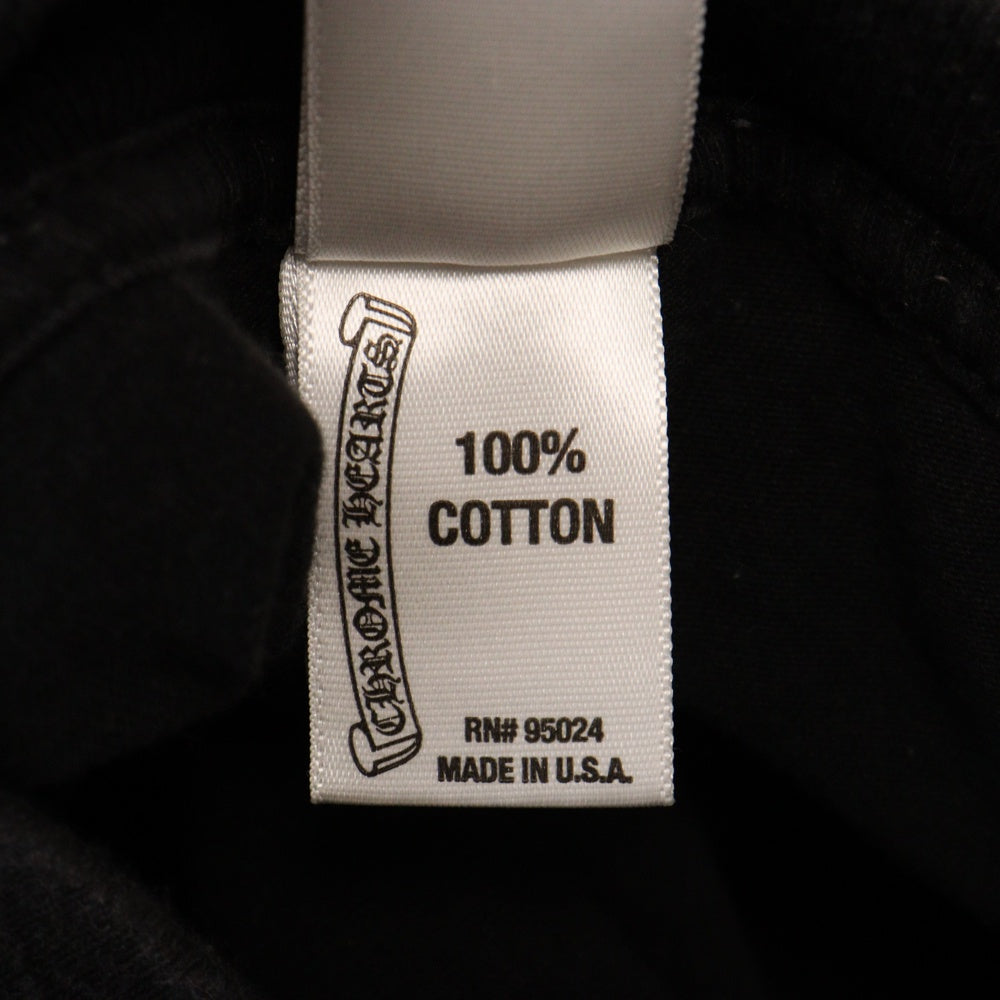 CHROME HEARTS
100%
COTTON
RN# 95024
MADE IN U.S.A.